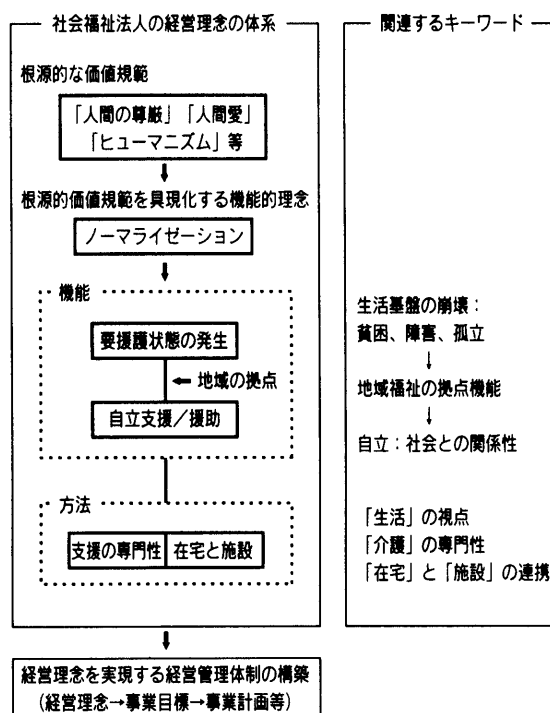 社会福祉法人の経営理念の体系
根源的な価値規範
「人間の尊厳」「人間愛」
「ヒューマニズム」等
↓
根源的価値規範を具現化する機能的理念
ノーマライゼーション
↓
機能
要援護状態の発生
← 地域の拠点
自立支援／援助
方法
支援の専門性 在宅と施設
↓
経営理念を実現する経営管理体制の構築
(経営理念→事業目標→事業計画等)
関連するキーワード
生活基盤の崩壊：
貧困、障害、孤立
↓
地域福祉の拠点機能
↓
自立：社会との関係性
「生活」の視点
「介護」の専門性
「在宅」と「施設」の連携